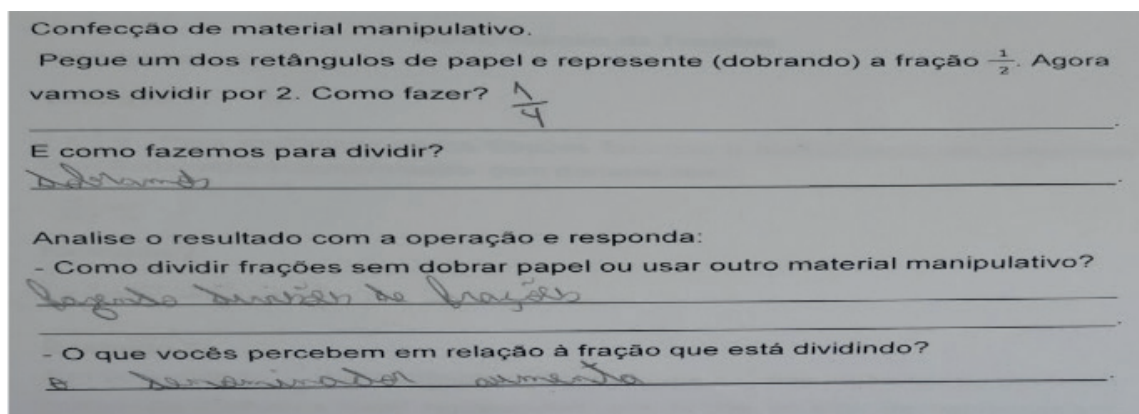 Confecção de material manipulativo.
Pegue um dos retângulos de papel e represente (dobrando) a fração 1/2. Agora
vamos dividir por 2. Como fazer? 1/4
E como fazemos para dividir?
Analise o resultado com a operação e responda:
- Como dividir frações sem dobrar papel ou usar outro material manipulativo?
fazendo divisões de frações
- O que vocês percebem em relação à fração que está dividindo?
o denominador aumenta